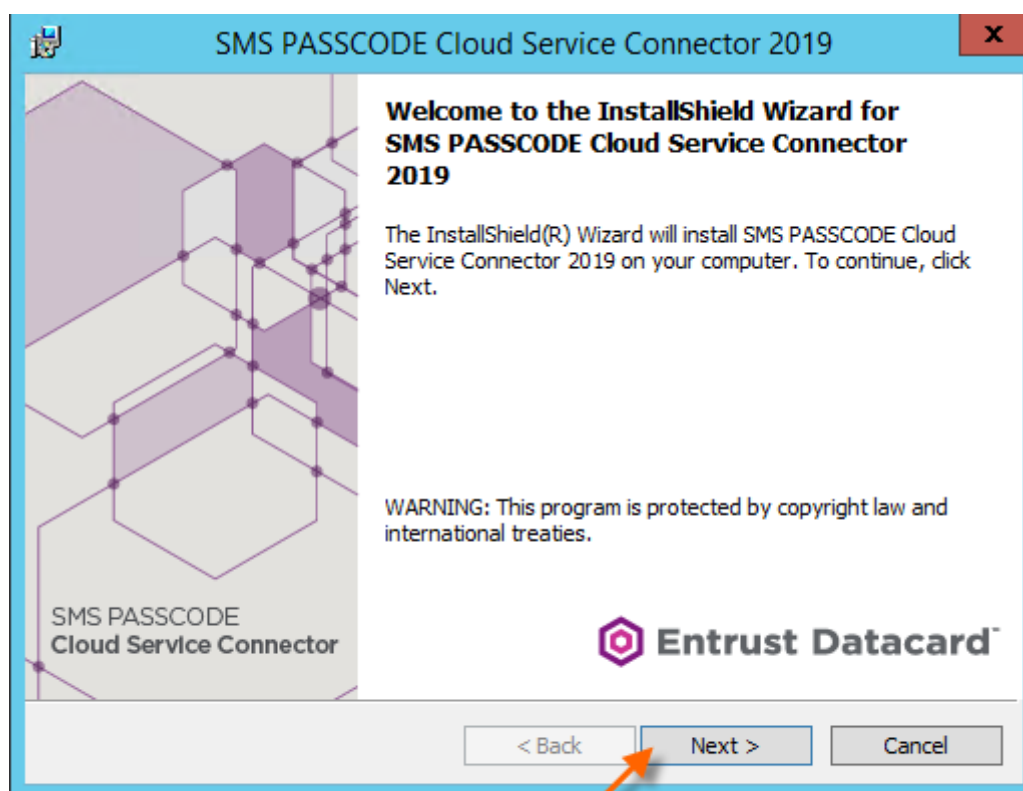 SMS PASSCODE Cloud Service Connector 2019
x
Welcome to the InstallShield Wizard for
SMS PASSCODE Cloud Service Connector
2019
The InstallShield(R) Wizard will install SMS PASSCODE Cloud
Service Connector 2019 on your computer. To continue, click
Next.
WARNING: This program is protected by copyright law and
international treaties.
SMS PASSCODE
Cloud Service Connector
Entrust Datacard
< Back
Next >
Cancel